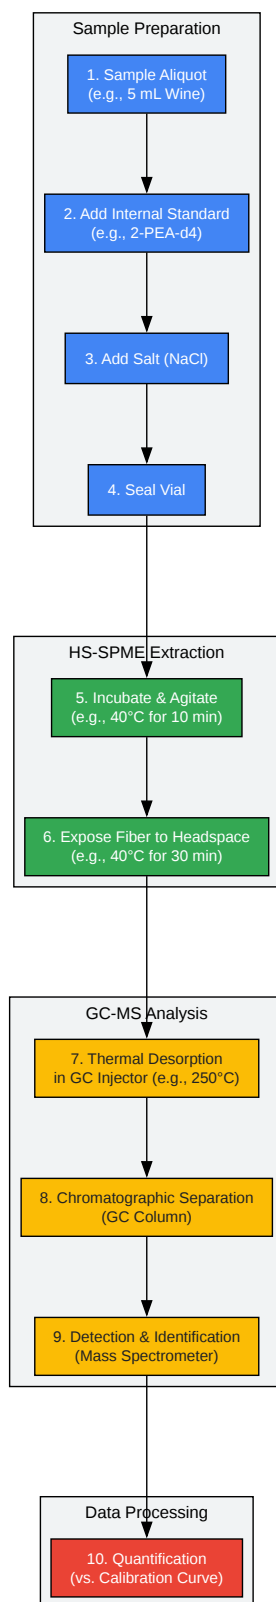 Sample Preparation
1. Sample Aliquot
(e.g., 5 mL Wine)
2. Add Internal Standard
(e.g., 2-PEA-d4)
3. Add Salt (NaCl)
4. Seal Vial
HS-SPME Extraction
5. Incubate & Agitate
(e.g., 40°C for 10 min)
6. Expose Fiber to Headspace
(e.g., 40°C for 30 min)
GC-MS Analysis
7. Thermal Desorption
in GC Injector (e.g., 250°C)
8. Chromatographic Separation
(GC Column)
9. Detection & Identification
(Mass Spectrometer)
Data Processing
10. Quantification
(vs. Calibration Curve)